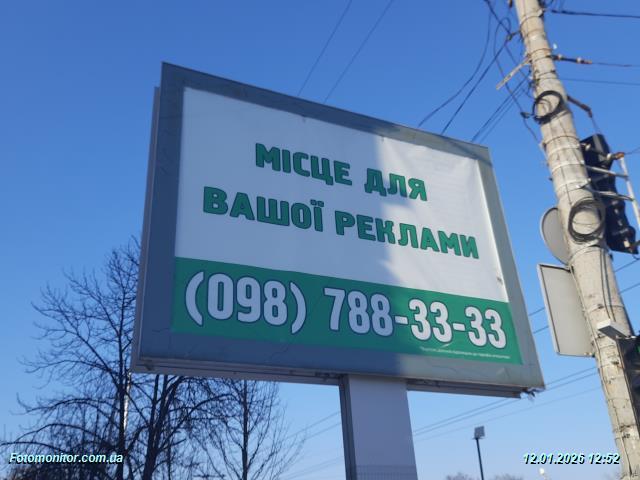 МІСЦЕ ДЛЯ
ВАШОЇ РЕКЛАМИ
(098) 788-33-33
Fotomonitor.com.ua
12.01.2026 12:52